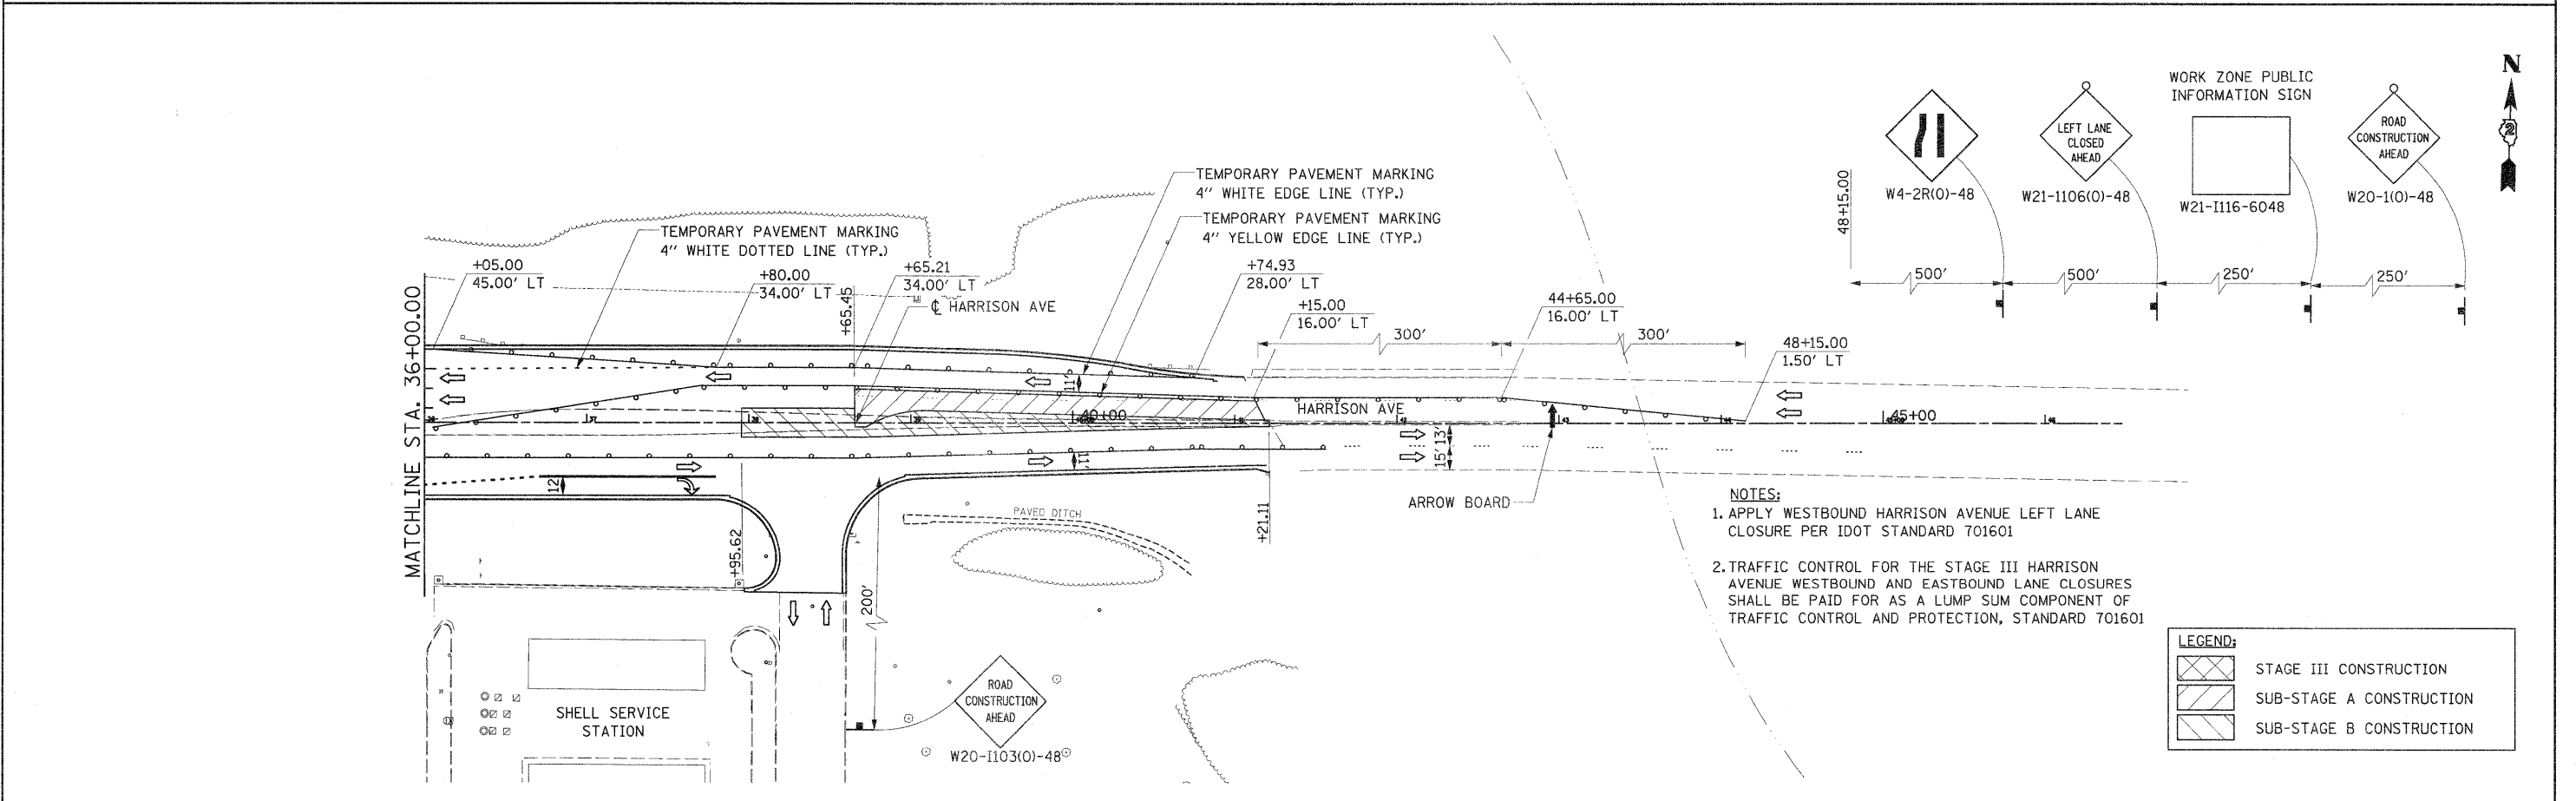 N
2
WORK ZONE PUBLIC
INFORMATION SIGN
LEFT LANE
CLOSED
AHEAD
ROAD
CONSTRUCTION
AHEAD
W4-2R(O)-48
W21-1106(O)-48
W21-I116-6048
W20-1(O)-48
48+15.00
500'
500'
250'
250'
TEMPORARY PAVEMENT MARKING
4" WHITE EDGE LINE (TYP.)
TEMPORARY PAVEMENT MARKING
4" YELLOW EDGE LINE (TYP.)
TEMPORARY PAVEMENT MARKING
4" WHITE DOTTED LINE (TYP.)
+05.00
45.00' LT
+80.00
34.00' LT
+65.45
+65.21
34.00' LT
℄ HARRISON AVE
+74.93
28.00' LT
+15.00
16.00' LT
300'
44+65.00
16.00' LT
300'
48+15.00
1.50' LT
MATCHLINE STA. 36+00.00
11'
HARRISON AVE
37
40+00
43
44
45+00
46
11'
13'
15'
12'
ARROW BOARD
+95.62
+21.11
200'
PAVED DITCH
NOTES:
1. APPLY WESTBOUND HARRISON AVENUE LEFT LANE
CLOSURE PER IDOT STANDARD 701601
2. TRAFFIC CONTROL FOR THE STAGE III HARRISON
AVENUE WESTBOUND AND EASTBOUND LANE CLOSURES
SHALL BE PAID FOR AS A LUMP SUM COMPONENT OF
TRAFFIC CONTROL AND PROTECTION, STANDARD 701601
SHELL SERVICE
STATION
ROAD
CONSTRUCTION
AHEAD
W20-I103(O)-48
LEGEND:
STAGE III CONSTRUCTION
SUB-STAGE A CONSTRUCTION
SUB-STAGE B CONSTRUCTION